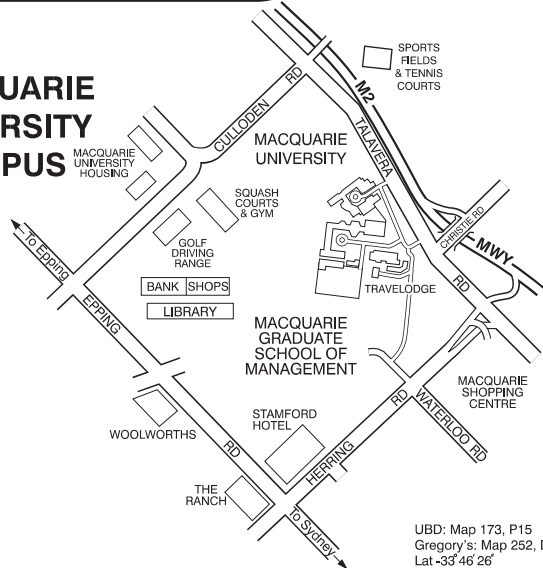 UARIE
RSITY
PUS
SPORTS
FIELDS
& TENNIS
COURTS
M2
CULLODEN
RD
TALAVERA
MACQUARIE
UNIVERSITY
MACQUARIE
UNIVERSITY
HOUSING
SQUASH
COURTS
& GYM
CHRISTIE RD
To Epping
GOLF
DRIVING
RANGE
MWY
BANK
SHOPS
TRAVELODGE
RD
EPPING
LIBRARY
MACQUARIE
GRADUATE
SCHOOL OF
MANAGEMENT
MACQUARIE
SHOPPING
CENTRE
RD
WATERLOO RD
STAMFORD
HOTEL
WOOLWORTHS
RD
HERRING
THE
RANCH
To Sydney
UBD: Map 173, P15
Gregory's: Map 252,
Lat -33° 46' 26"